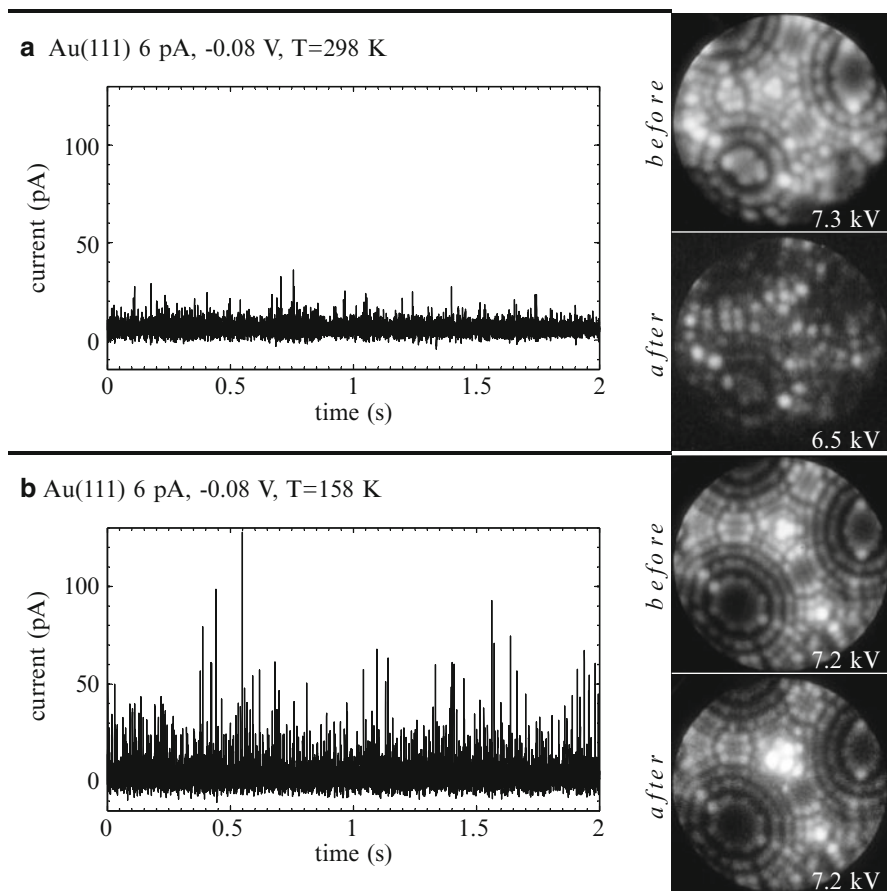 a Au(111) 6 pA, -0.08 V, T=298 K
100
50
0
current (pA)
0 0.5 1 1.5 2
time (s)
before
7.3 kV
after
6.5 kV
b Au(111) 6 pA, -0.08 V, T=158 K
100
50
0
current (pA)
0 0.5 1 1.5 2
time (s)
before
7.2 kV
after
7.2 kV